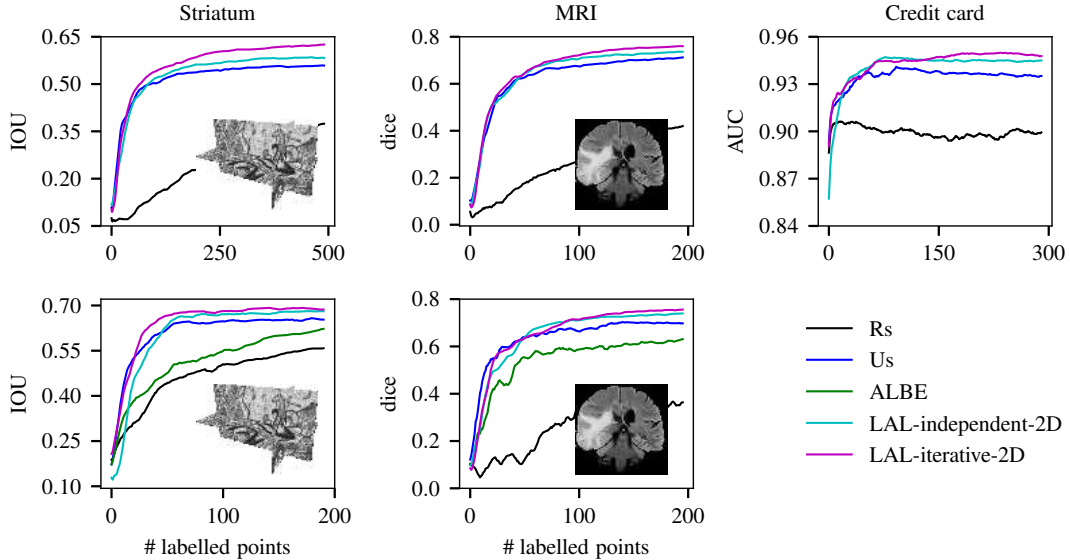 Striatum
MRI
Credit card
IOU
0.65
0.50
0.35
0.20
0.05
0
250
500
dice
0.8
0.6
0.4
0.2
0.0
0
100
200
AUC
0.96
0.93
0.90
0.87
0.84
0
150
300
IOU
0.70
0.55
0.40
0.25
0.10
0
100
200
# labelled points
dice
0.8
0.6
0.4
0.2
0.0
0
100
200
# labelled points
Rs
Us
ALBE
LAL-independent-2D
LAL-iterative-2D